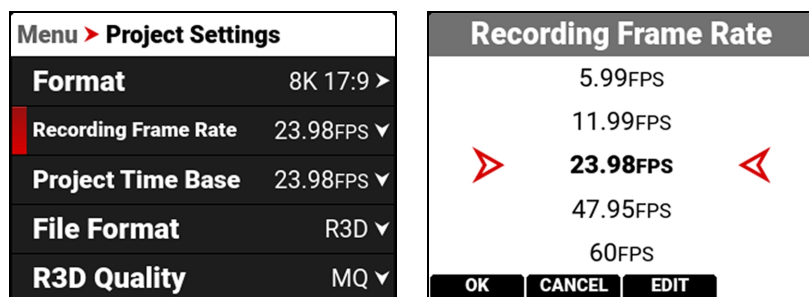 Menu > Project Settings
Format 8K 17:9 >
Recording Frame Rate 23.98FPS
Project Time Base 23.98FPS
File Format R3D
R3D Quality MQ
Recording Frame Rate
5.99FPS
11.99FPS
23.98FPS
47.95FPS
60FPS
OK CANCEL EDIT